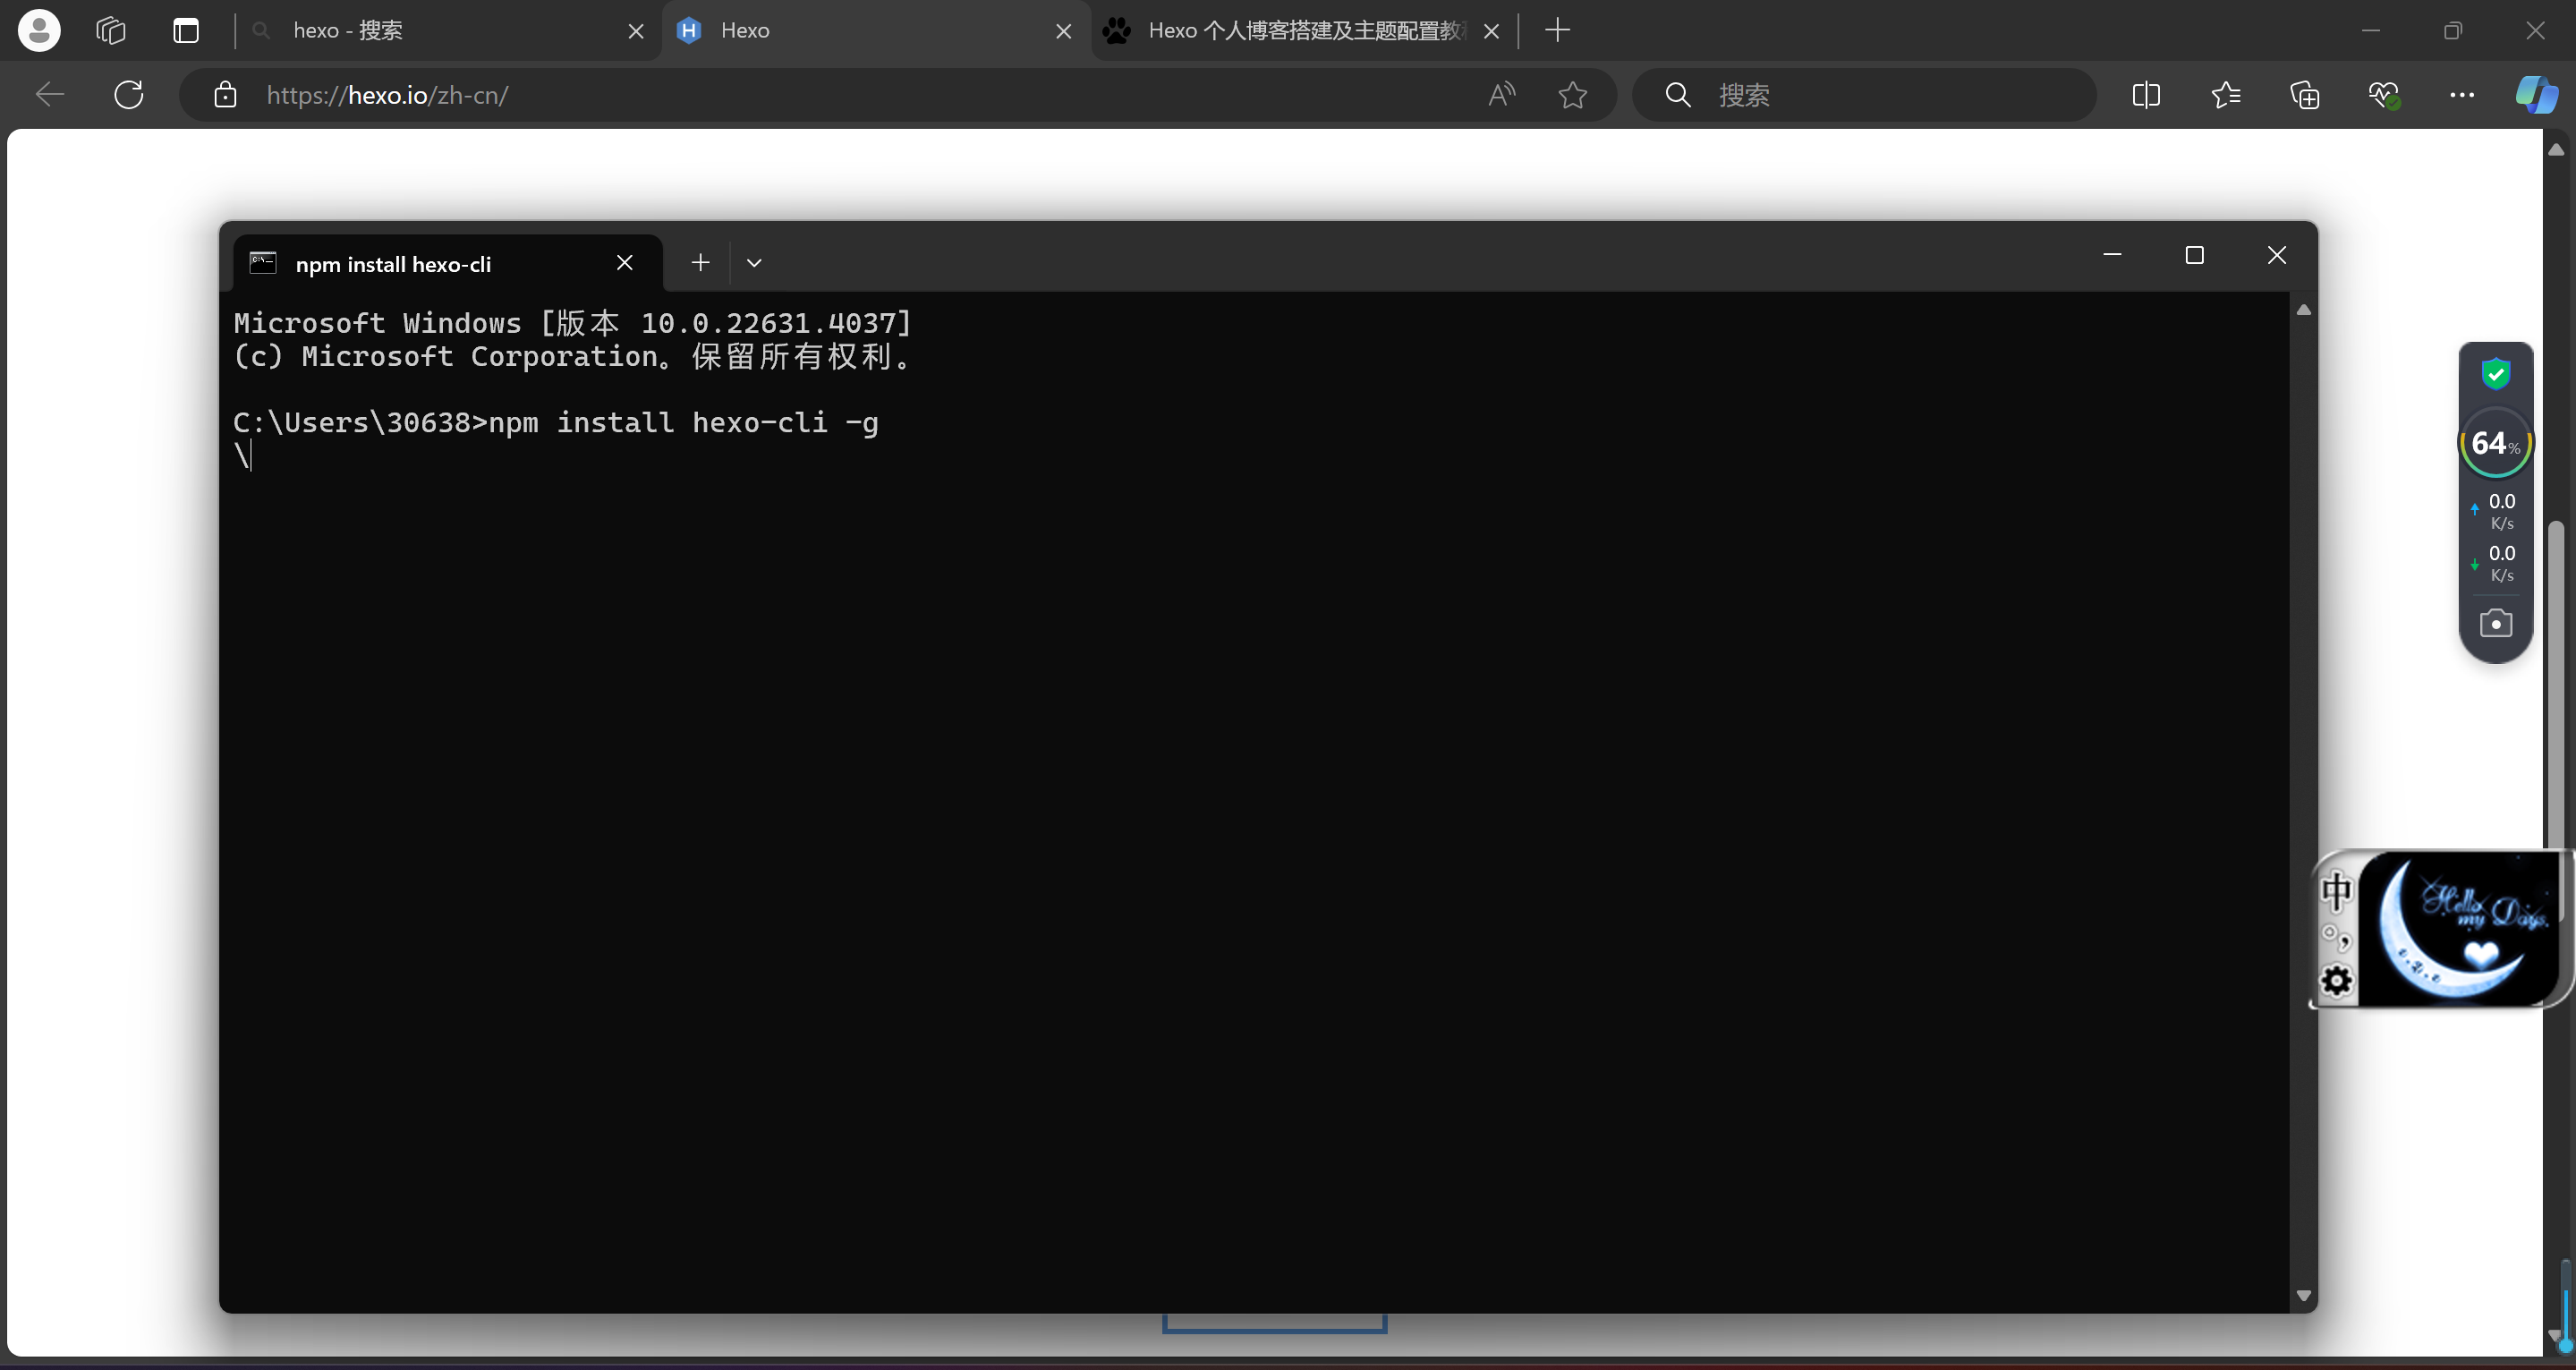 hexo - 搜索
Hexo
Hexo 个人博客搭建及主题配置教
https://hexo.io/zh-cn/
搜索
npm install hexo-cli
Microsoft Windows [版本 10.0.22631.4037]
(c) Microsoft Corporation。保留所有权利。
C:\Users\30638>npm install hexo-cli -g
\
64%
0.0
K/s
0.0
K/s
中
Hello
my Days.